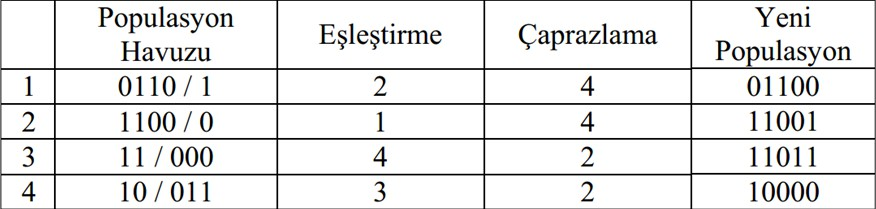 Populasyon Havuzu Eşleştirme Çaprazlama Yeni Populasyon
1 0110 / 1 2 4 01100
2 1100 / 0 1 4 11001
3 11 / 000 4 2 11011
4 10 / 011 3 2 10000